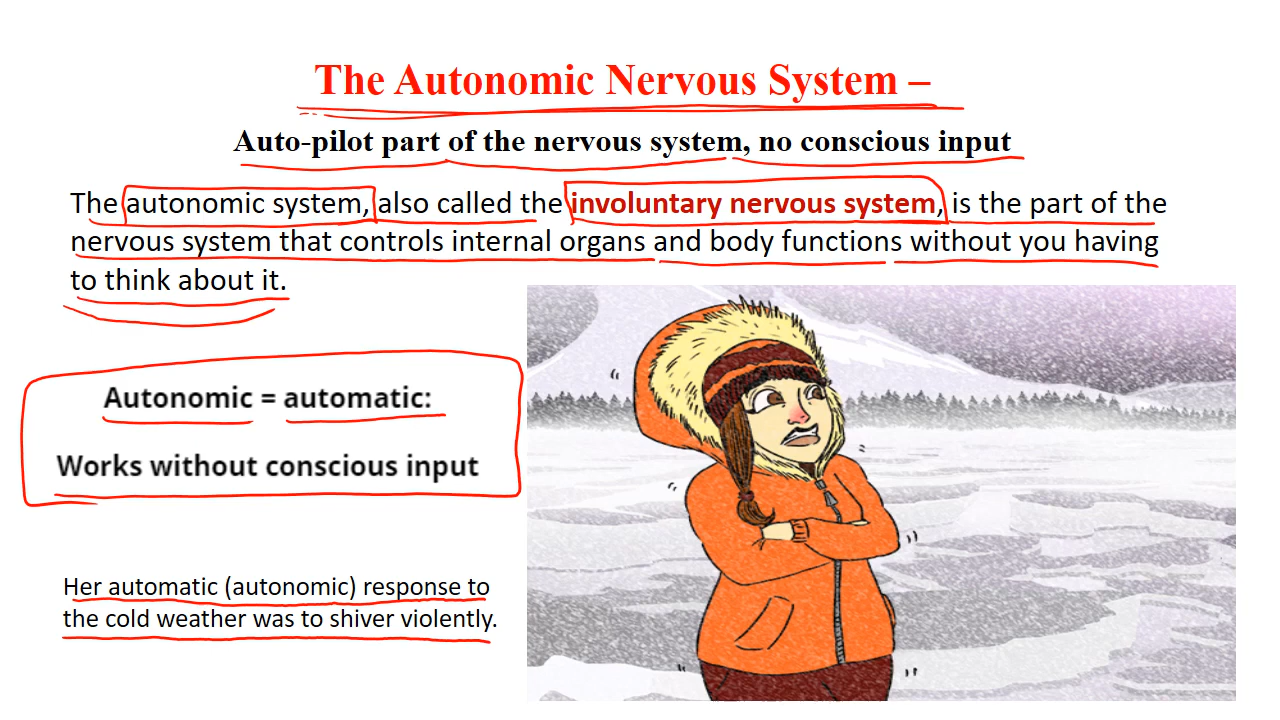 The Autonomic Nervous System –
Auto-pilot part of the nervous system, no conscious input
The autonomic system, also called the involuntary nervous system, is the part of the
nervous system that controls internal organs and body functions without you having
to think about it.
Autonomic = automatic:
Works without conscious input
Her automatic (autonomic) response to
the cold weather was to shiver violently.